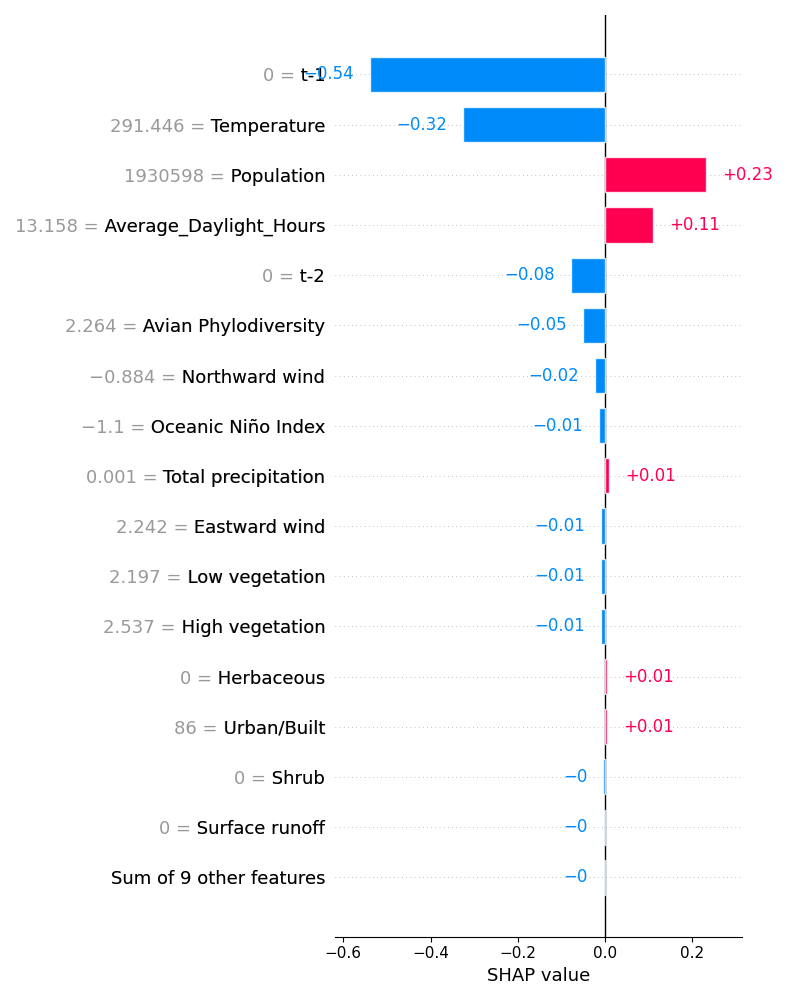 0 = t-1 −0.54
291.446 = Temperature −0.32
1930598 = Population +0.23
13.158 = Average_Daylight_Hours +0.11
0 = t-2 −0.08
2.264 = Avian Phylodiversity −0.05
−0.884 = Northward wind −0.02
−1.1 = Oceanic Niño Index −0.01
0.001 = Total precipitation +0.01
2.242 = Eastward wind −0.01
2.197 = Low vegetation −0.01
2.537 = High vegetation −0.01
0 = Herbaceous +0.01
86 = Urban/Built +0.01
0 = Shrub −0
0 = Surface runoff −0
Sum of 9 other features −0
−0.6 −0.4 −0.2 0.0 0.2
SHAP value